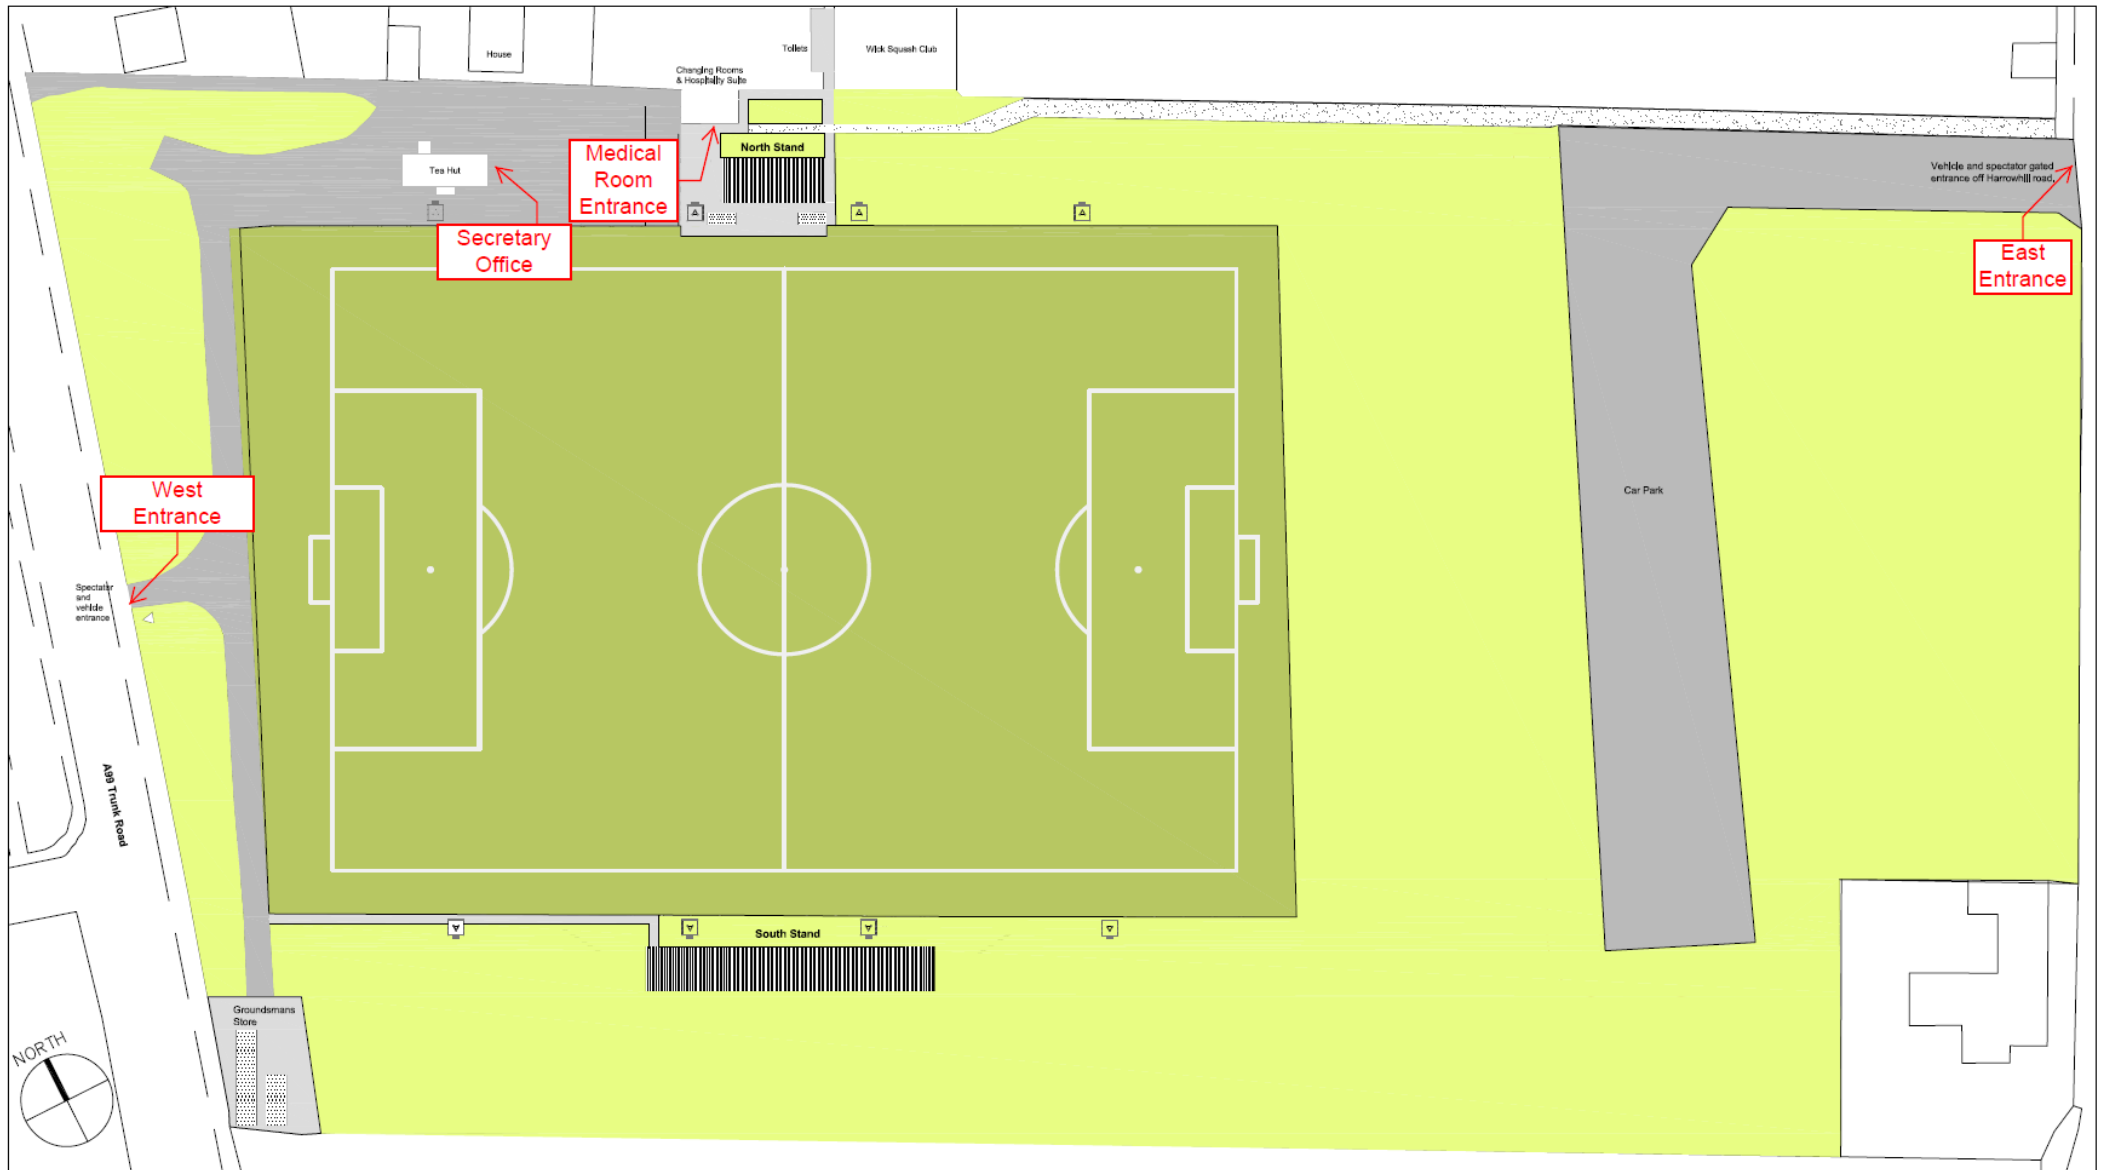 House
Toilets
Wick Squash Club
Changing Rooms
& Hospitality Suite
North Stand
Medical
Room
Entrance
Tea Hut
Secretary
Office
Vehicle and spectator gated
entrance off Harrowhill road,
East
Entrance
West
Entrance
Car Park
Spectator
and
vehicle
entrance
A99 Trunk Road
South Stand
Groundsmans
Store
NORTH